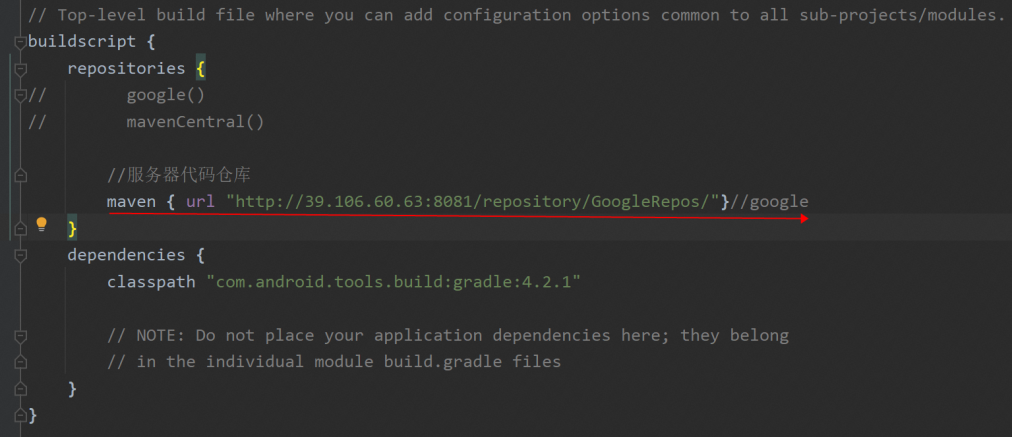 // Top-level build file where you can add configuration options common to all sub-projects/modules.
buildscript {
    repositories {
//        google()
//        mavenCentral()
        //服务器代码仓库
        maven { url "http://39.106.60.63:8081/repository/GoogleRepos/"}//google
    }
    dependencies {
        classpath "com.android.tools.build:gradle:4.2.1"
        // NOTE: Do not place your application dependencies here; they belong
        // in the individual module build.gradle files
    }
}